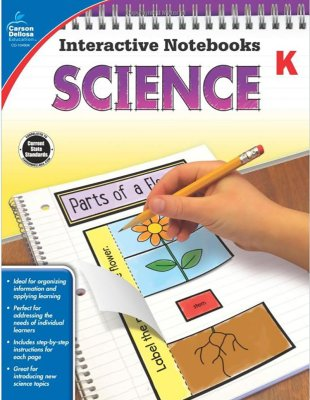 Carson
Dellosa
Education
Interactive Notebooks
K
SCIENCE
Current
State
Standards
Parts of a Flo
flower.
Label the
stem
• Ideal for organizing
information and
applying learning
• Perfect for
addressing the
needs of individual
learners
• Includes step-by-step
instructions for
each page
• Great for
introducing new
science topics